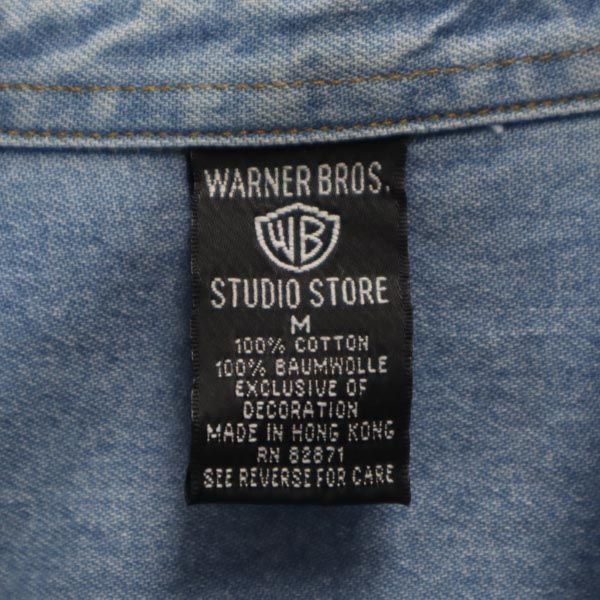 WARNER BROS.
WB
STUDIO STORE
M
100% COTTON
100% BAUMWOLLE
EXCLUSIVE OF
DECORATION
MADE IN HONG KONG
RN 82871
SEE REVERSE FOR CARE